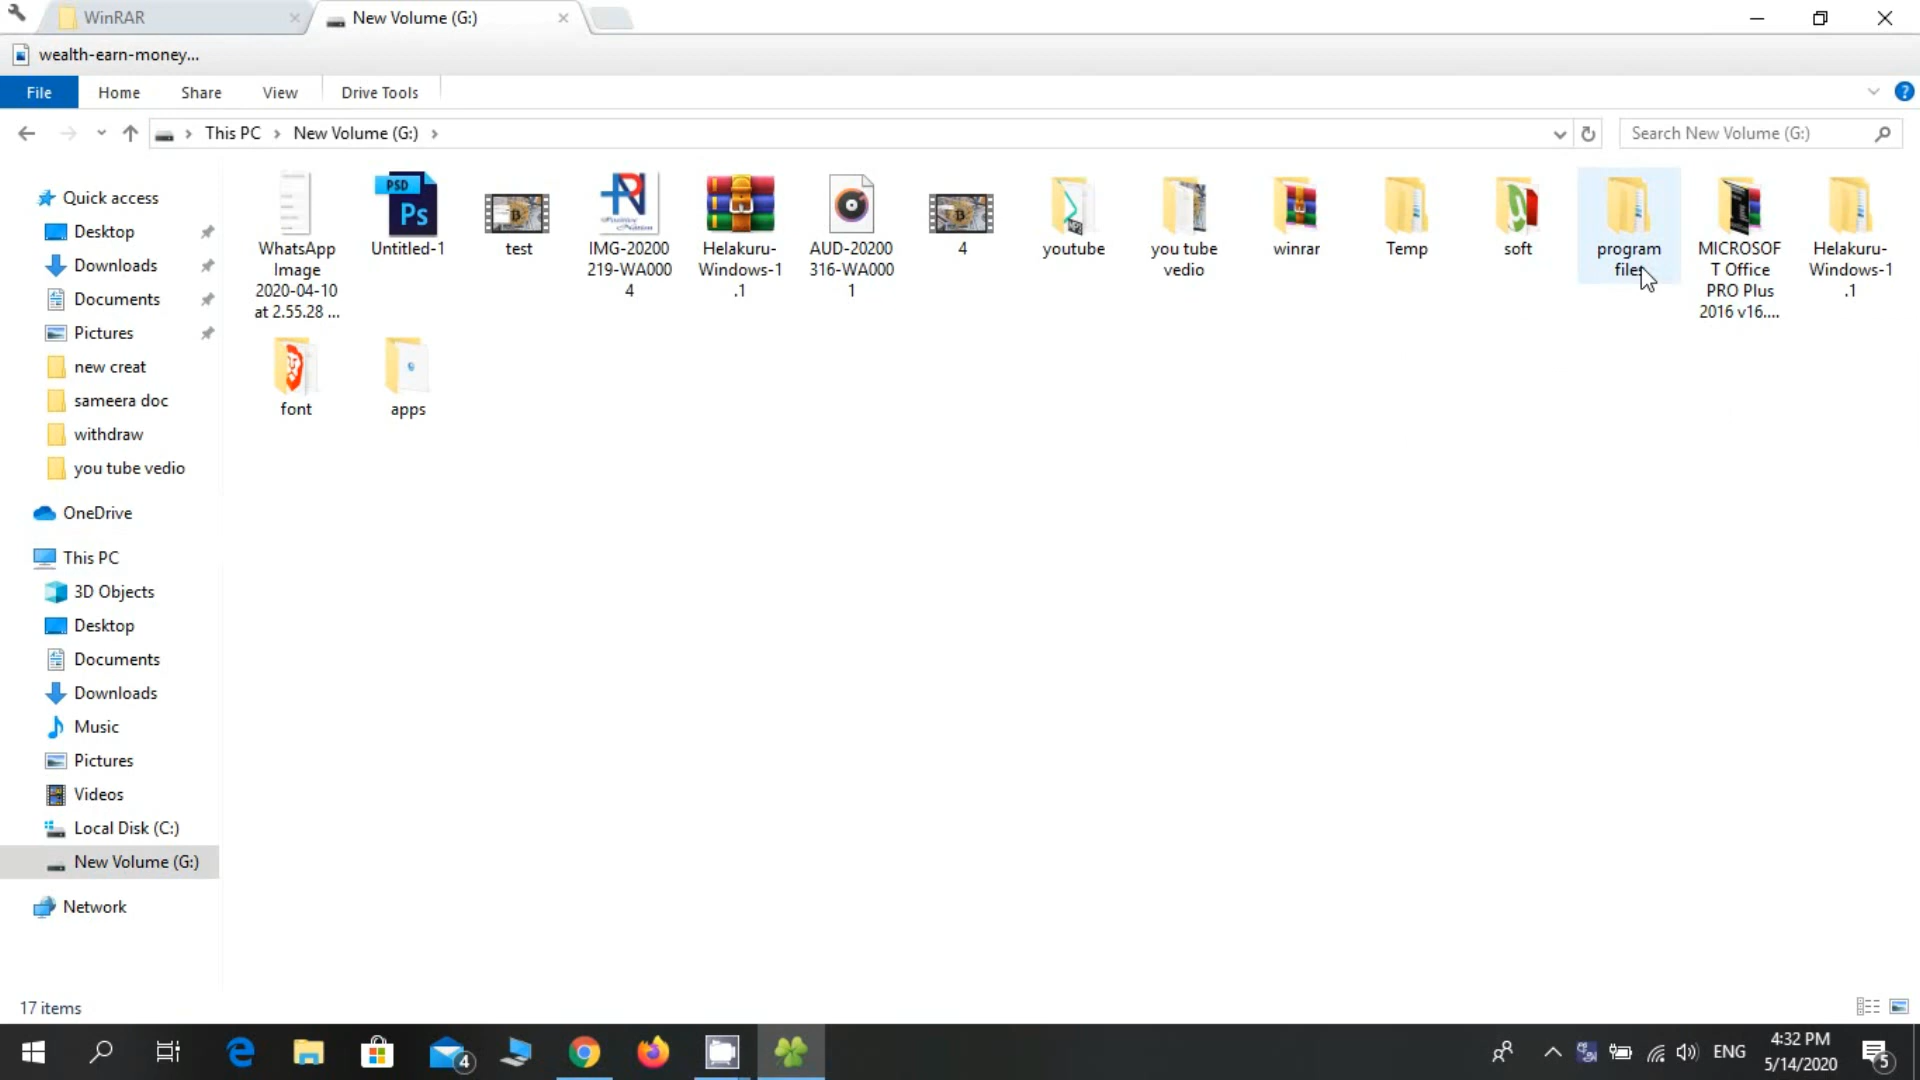 WinRAR
New Volume (G:)
wealth-earn-money...
File Home Share View Drive Tools
This PC New Volume (G:)
Search New Volume (G:)
Quick access
Desktop
Downloads
Documents
Pictures
new creat
sameera doc
withdraw
you tube vedio
OneDrive
This PC
3D Objects
Desktop
Documents
Downloads
Music
Pictures
Videos
Local Disk (C:)
New Volume (G:)
Network
WhatsApp
Image
2020-04-10
at 2.55.28 ...
PSD
Ps
Untitled-1
test
IMG-20200
219-WA000
4
Helakuru-
Windows-1
.1
AUD-20200
316-WA000
1
4
youtube
you tube
vedio
winrar
Temp
soft
program
files
MICROSOF
T Office
PRO Plus
2016 v16....
Helakuru-
Windows-1
.1
font
apps
17 items
4
ENG
4:32 PM
5/14/2020
5